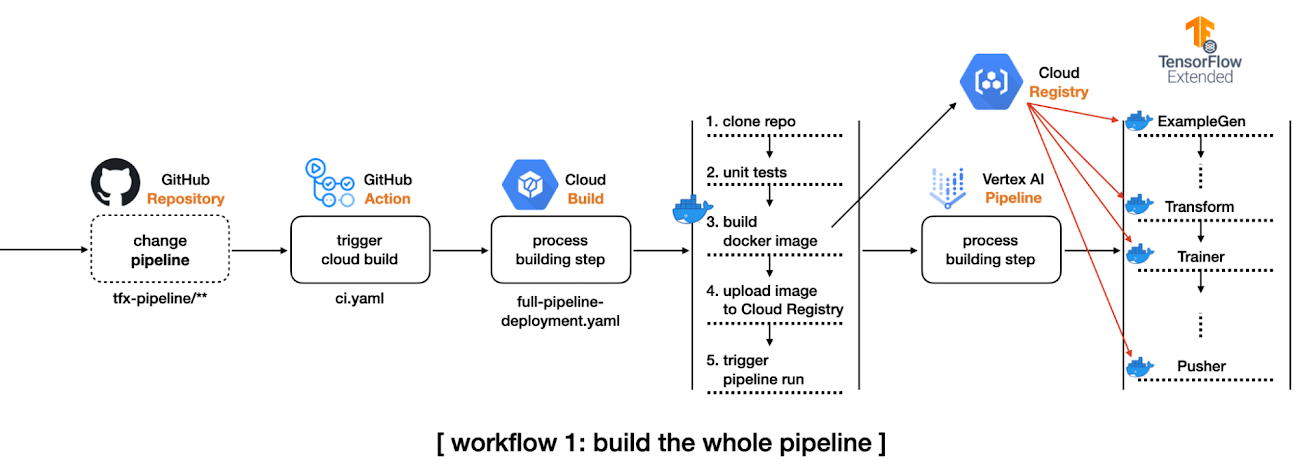 GitHub
Repository
change
pipeline
tfx-pipeline/**
GitHub
Action
trigger
cloud build
ci.yaml
Cloud
Build
process
building step
full-pipeline-
deployment.yaml
1. clone repo
2. unit tests
3. build
docker image
4. upload image
to Cloud Registry
5. trigger
pipeline run
Cloud
Registry
Vertex AI
Pipeline
process
building step
TF
TensorFlow
Extended
ExampleGen
Transform
Trainer
Pusher
[ workflow 1: build the whole pipeline ]